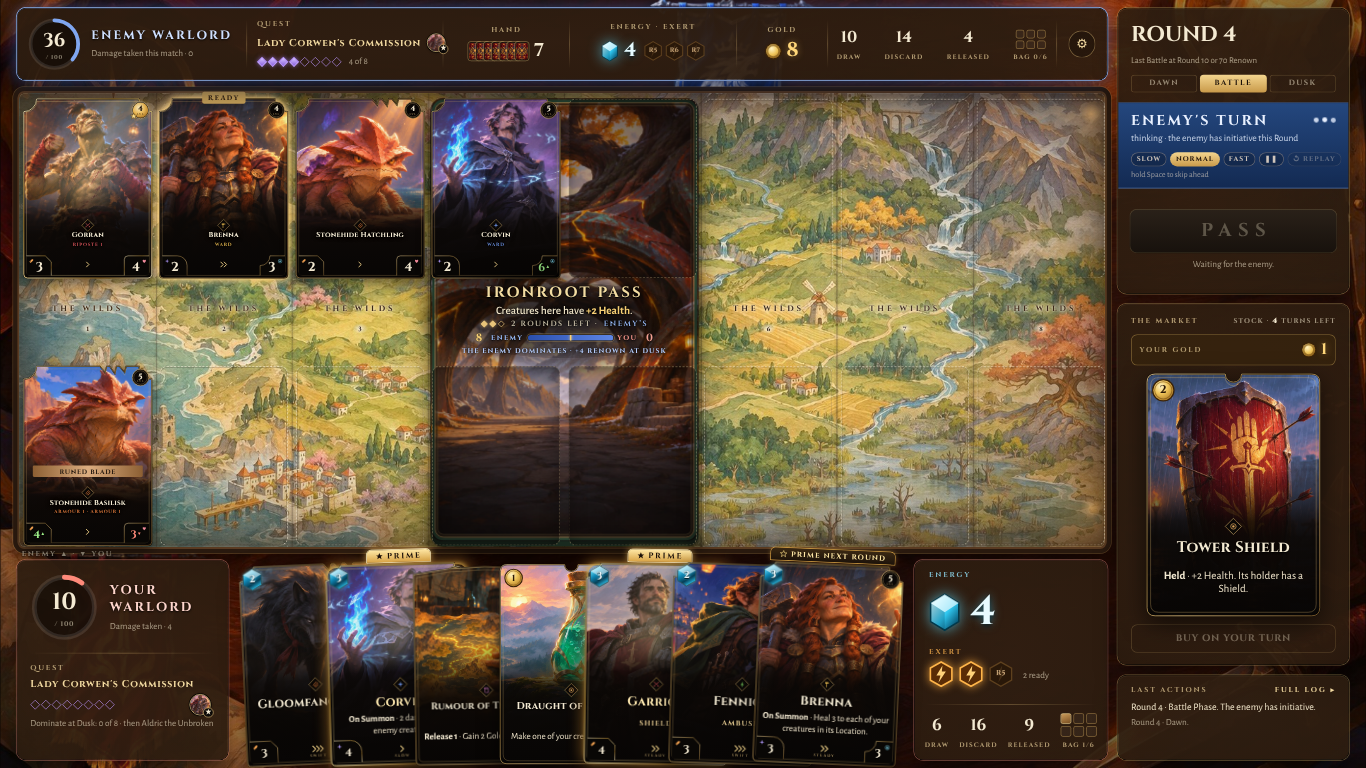 36
/ 100
ENEMY WARLORD
Damage taken this match · 0
QUEST
LADY CORWEN'S COMMISSION
4 of 8
HAND
7
ENERGY · EXERT
4
R5
R6
R7
GOLD
8
10
DRAW
14
DISCARD
4
RELEASED
BAG 0/6
ROUND 4
Last Battle at Round 10 or 70 Renown
DAWN
BATTLE
DUSK
ENEMY'S TURN
thinking · the enemy has initiative this Round
SLOW
NORMAL
FAST
REPLAY
hold Space to skip ahead
PASS
Waiting for the enemy.
THE MARKET
STOCK · 4 TURNS LEFT
YOUR GOLD
1
2
TOWER SHIELD
Held · +2 Health. Its holder has a
Shield.
BUY ON YOUR TURN
LAST ACTIONS
FULL LOG ▸
Round 4 · Battle Phase. The enemy has initiative.
Round 4 · Dawn.
4
GORRAN
RIPOSTE 1
3
4
READY
4
BRENNA
WARD
2
3
4
STONEHIDE HATCHLING
2
4
5
CORVIN
WARD
2
6
THE WILDS
1
THE WILDS
2
THE WILDS
3
IRONROOT PASS
Creatures here have +2 Health.
2 ROUNDS LEFT · ENEMY'S
8 ENEMY
YOU 0
THE ENEMY DOMINATES · +4 RENOWN AT DUSK
THE WILDS
6
THE WILDS
7
THE WILDS
8
5
RUNED BLADE
STONEHIDE BASILISK
ARMOUR 1 · ARMOUR 1
4
3
ENEMY ▲ · ▼ YOU
10
/ 100
YOUR
WARLORD
Damage taken · 4
QUEST
LADY CORWEN'S COMMISSION
Dominate at Dusk: 0 of 8 · then Aldric the Unbroken
★ PRIME
★ PRIME
☆ PRIME NEXT ROUND
2
GLOOMFAN
3
3
CORVI
On Summon · 2 da
enemy crea
4
RUMOUR OF T
Release 1 · Gain 2 Gol
1
DRAUGHT OF
Make one of your cre
3
GARRIC
SHIELD
4
2
FENNI
AMBUS
3
3
5
BRENNA
On Summon · Heal 3 to each of your
creatures in its Location.
3
3
ENERGY
4
EXERT
R5
2 ready
6
DRAW
16
DISCARD
9
RELEASED
BAG 1/6